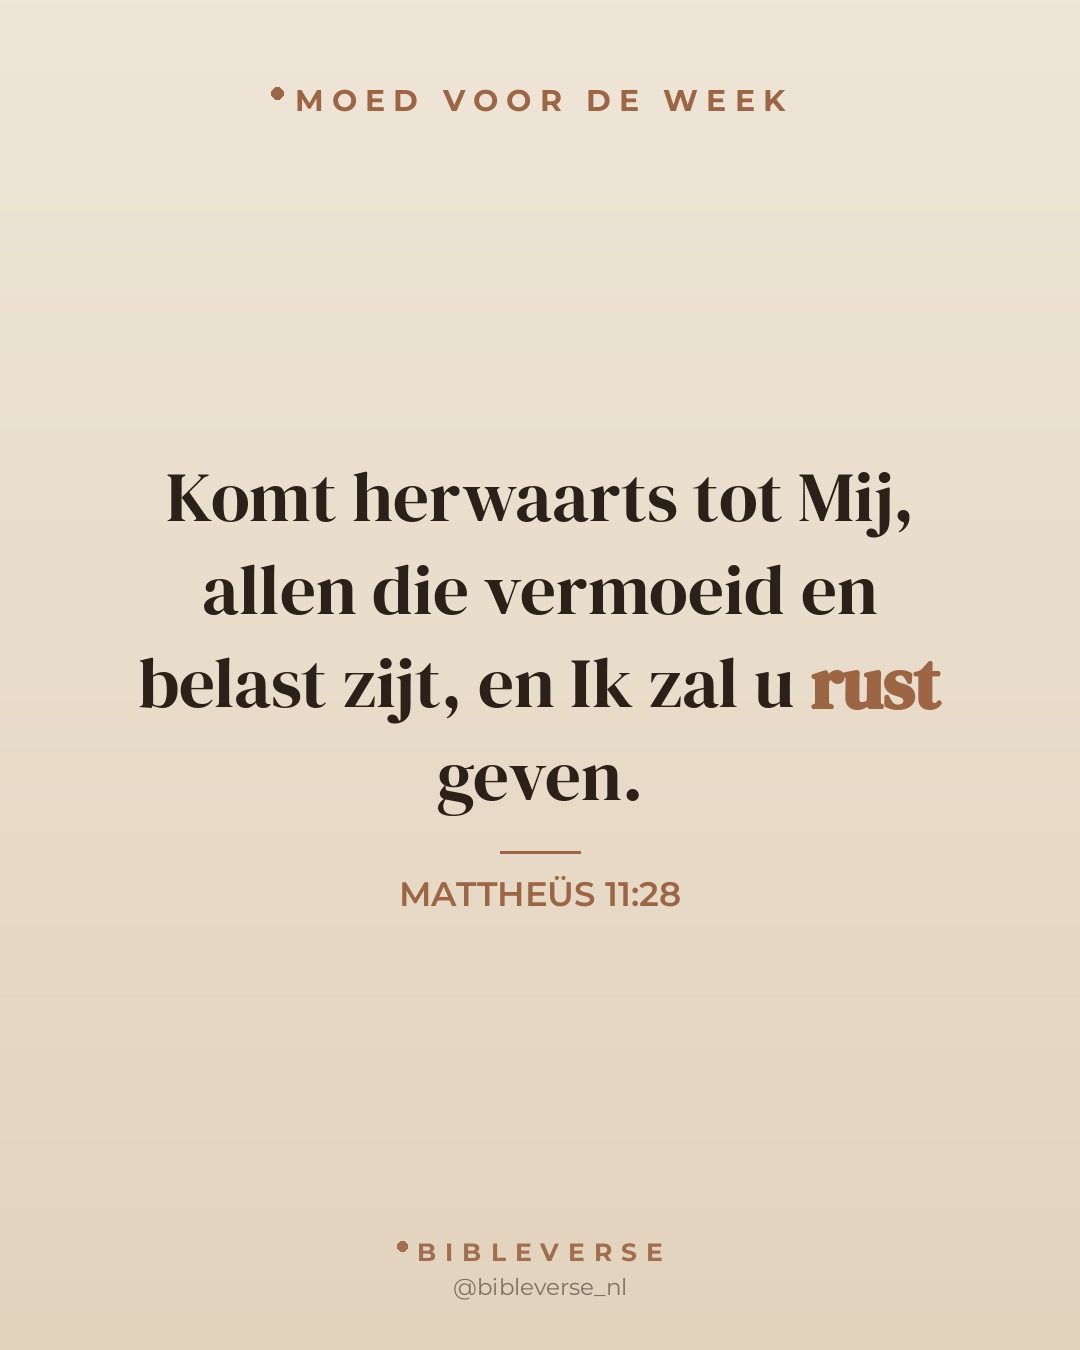 MOED VOOR DE WEEK
Komt herwaarts tot Mij,
allen die vermoeid en
belast zijt, en Ik zal u rust
geven.
MATTHEÜS 11:28
BIBLEVERSE
@bibleverse_nl